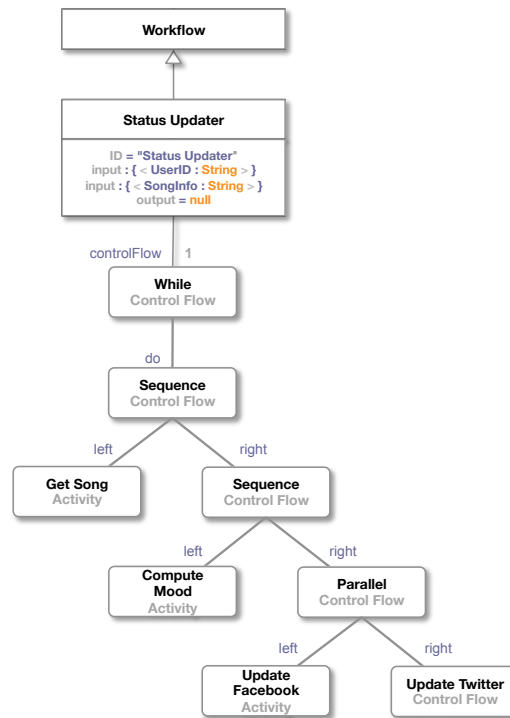 Workflow
Status Updater
ID = "Status Updater"
input : { < UserID : String > }
input : { < SongInfo : String > }
output = null
controlFlow 1
While
Control Flow
do
Sequence
Control Flow
left right
Get Song
Activity
Sequence
Control Flow
left right
Compute
Mood
Activity
Parallel
Control Flow
left right
Update
Facebook
Activity
Update Twitter
Control Flow